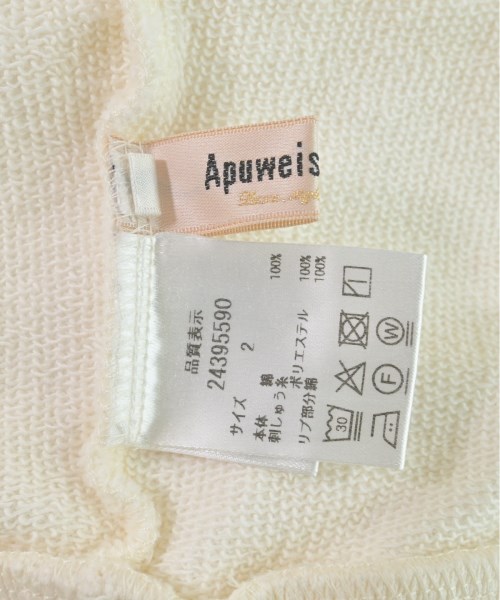 Apuweis
品質表示
24395590
サイズ 2
本体 綿 100%
刺しゅう糸 ポリエステル 100%
リブ部分綿 100%
30
W
F